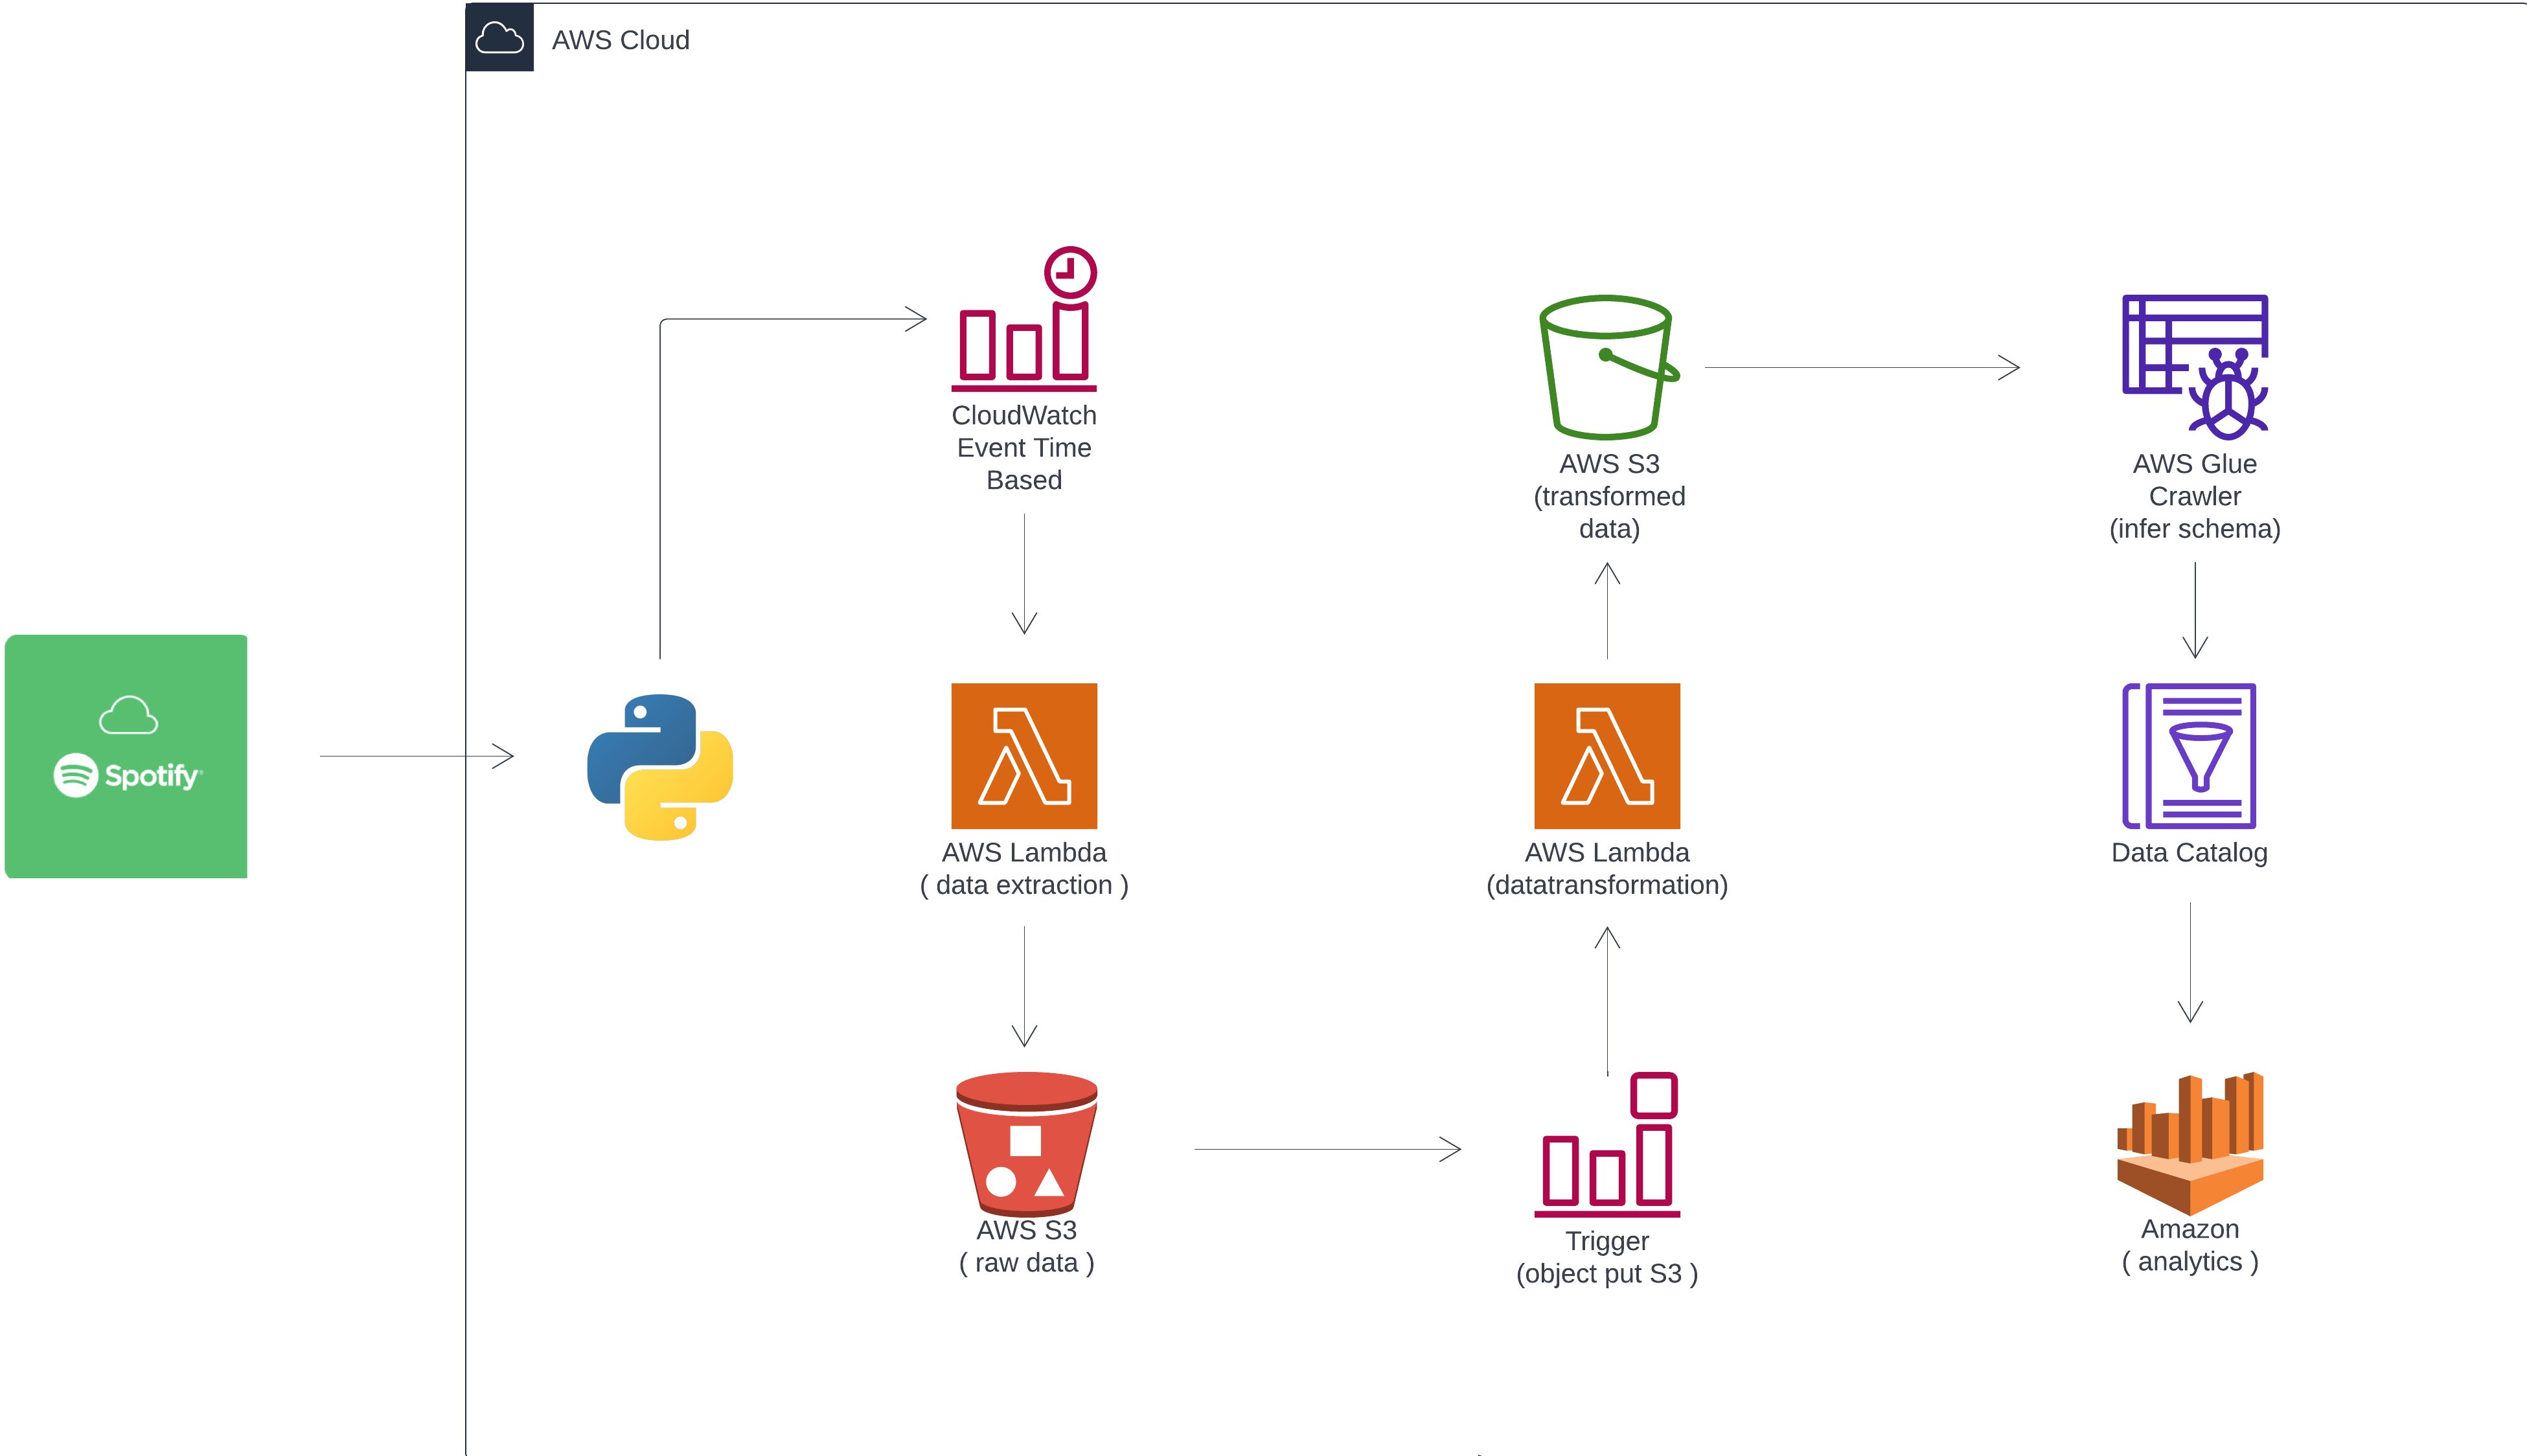 AWS Cloud
Spotify
CloudWatch
Event Time
Based
AWS Lambda
( data extraction )
AWS S3
( raw data )
Trigger
(object put S3 )
AWS Lambda
(datatransformation)
AWS S3
(transformed
data)
AWS Glue
Crawler
(infer schema)
Data Catalog
Amazon
( analytics )